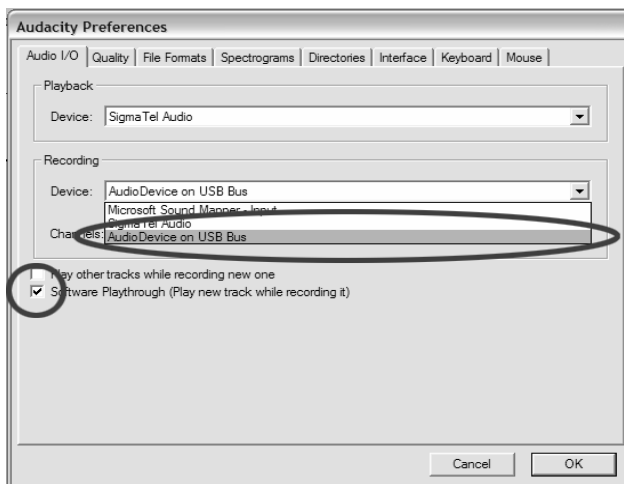 Audacity Preferences
Audio I/O Quality File Formats Spectrograms Directories Interface Keyboard Mouse
Playback
Device: SigmaTel Audio
Recording
Device: AudioDevice on USB Bus
Microsoft Sound Mapper - Input
SigmaTel Audio
Channels: AudioDevice on USB Bus
Play other tracks while recording new one
Software Playthrough (Play new track while recording it)
Cancel OK